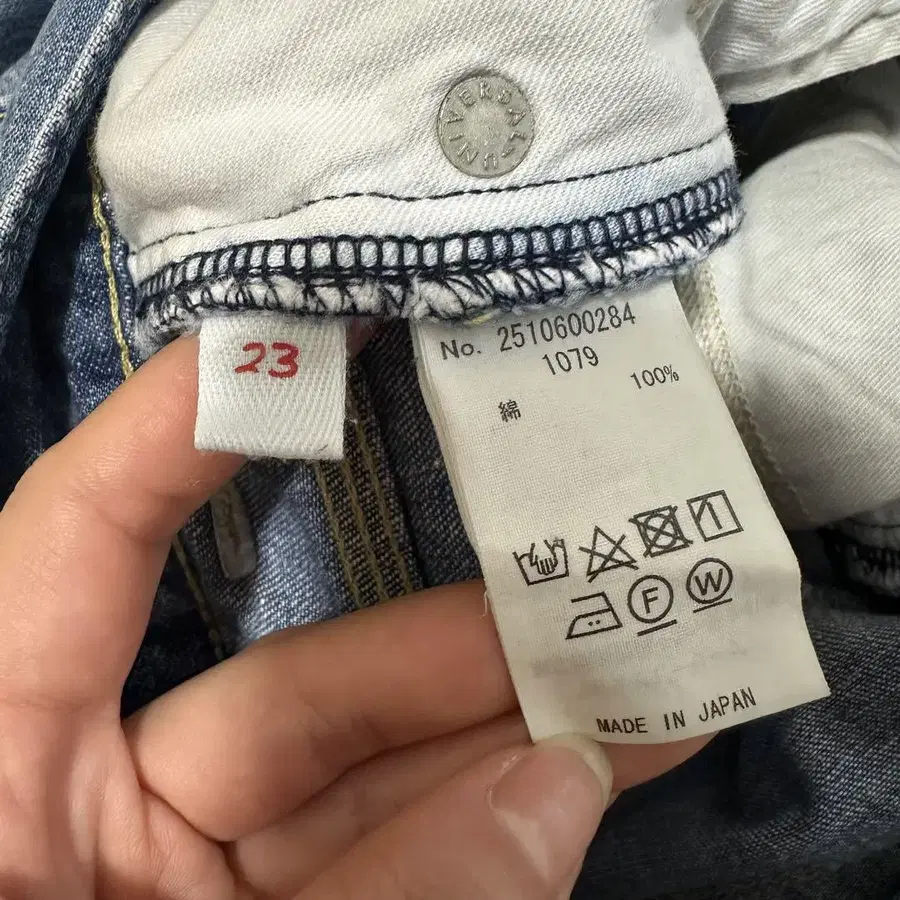 UNIVERSAL
23
No. 2510600284
1079
綿 100%
F W
MADE IN JAPAN